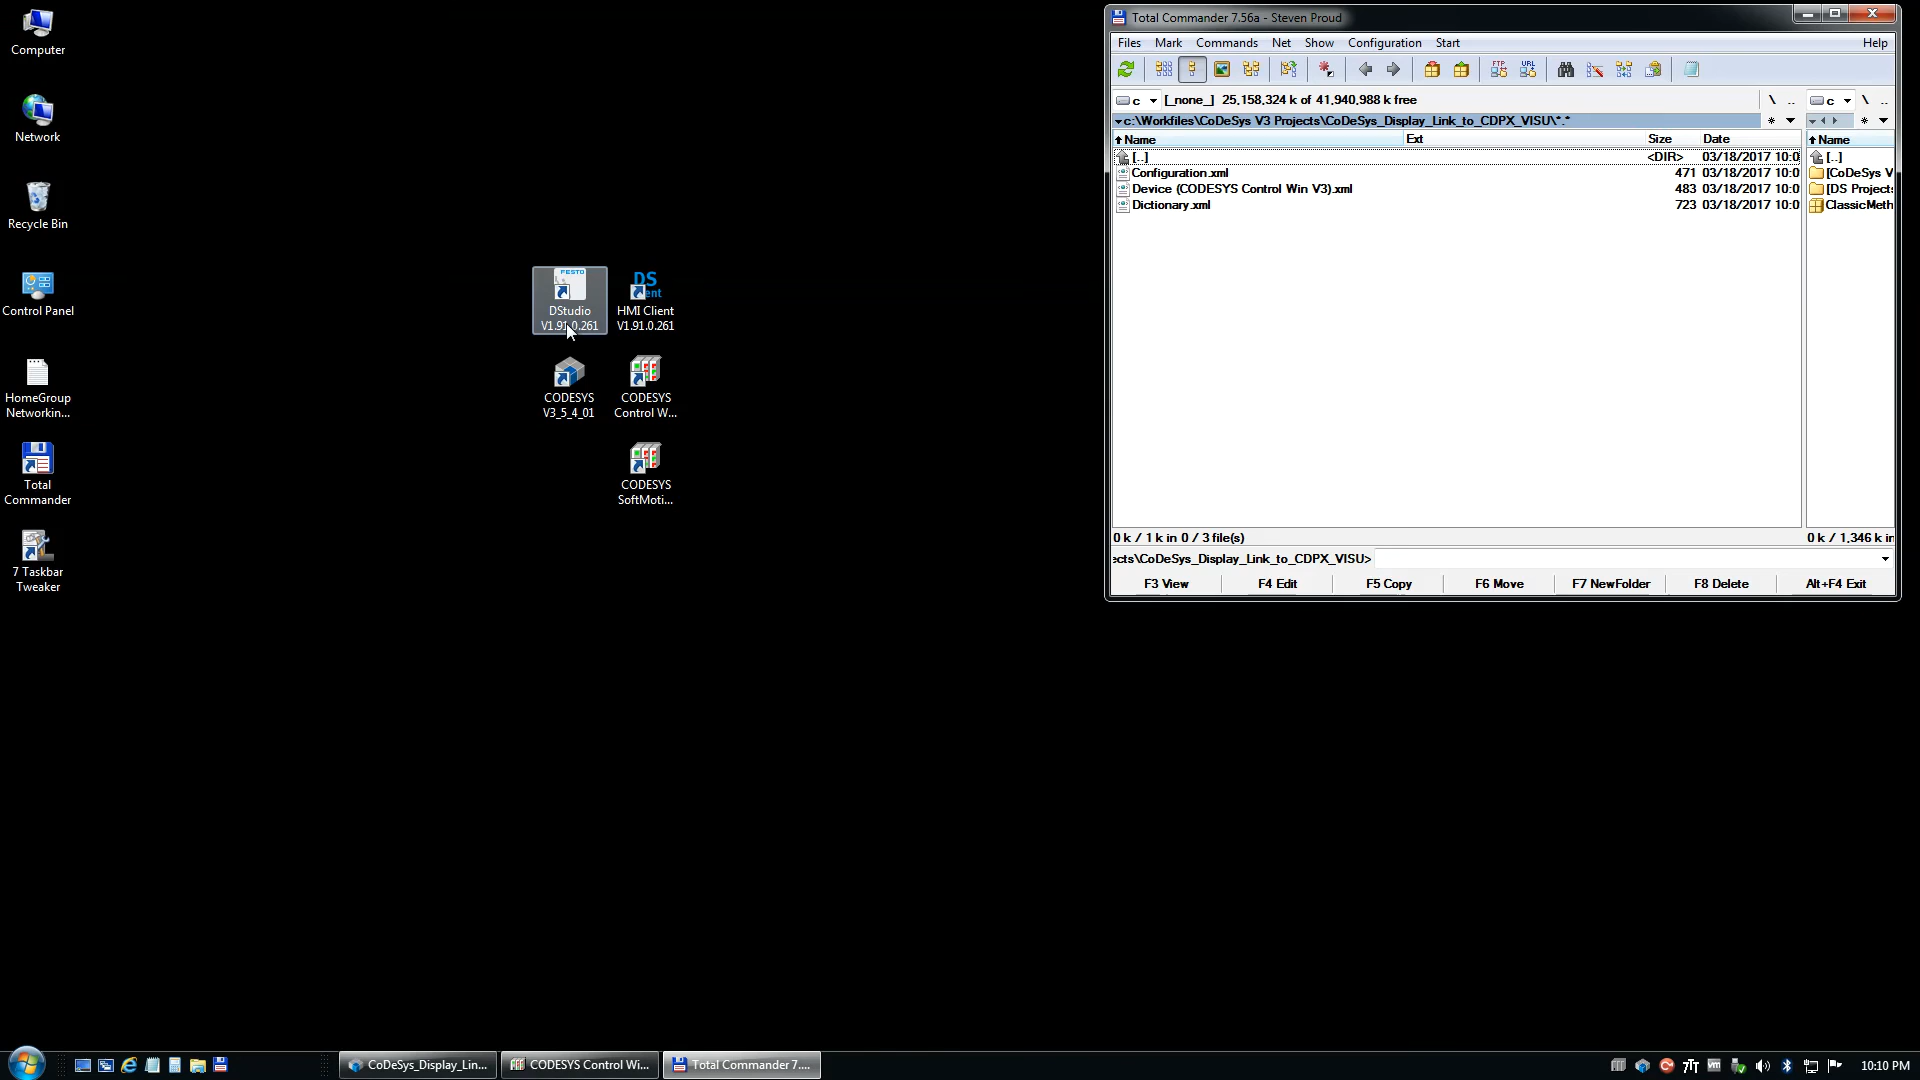 Computer
Network
Recycle Bin
Control Panel
HomeGroup
Networkin...
Total
Commander
7 Taskbar
Tweaker
FESTO
DStudio
V1.91.0.261
DS
HMI Client
V1.91.0.261
CODESYS
V3_5_4_01
CODESYS
Control W...
CODESYS
SoftMoti...
Total Commander 7.56a - Steven Proud
Files Mark Commands Net Show Configuration Start Help
FTP URL
c [_none_] 25,158,324 k of 41,940,988 k free \ .. c \ ..
c:\Workfiles\CoDeSys V3 Projects\CoDeSys_Display_Link_to_CDPX_VISU\*.* * *
Name Ext Size Date Name
[..] <DIR> 03/18/2017 10:0 [..]
Configuration.xml 471 03/18/2017 10:0 [CoDeSys V
Device (CODESYS Control Win V3).xml 483 03/18/2017 10:0 [DS Project
Dictionary.xml 723 03/18/2017 10:0 ClassicMeth
0 k / 1 k in 0 / 3 file(s) 0 k / 1,346 k in
ects\CoDeSys_Display_Link_to_CDPX_VISU>
F3 View F4 Edit F5 Copy F6 Move F7 NewFolder F8 Delete Alt+F4 Exit
CoDeSys_Display_Lin... CODESYS Control Wi... Total Commander 7.... 10:10 PM